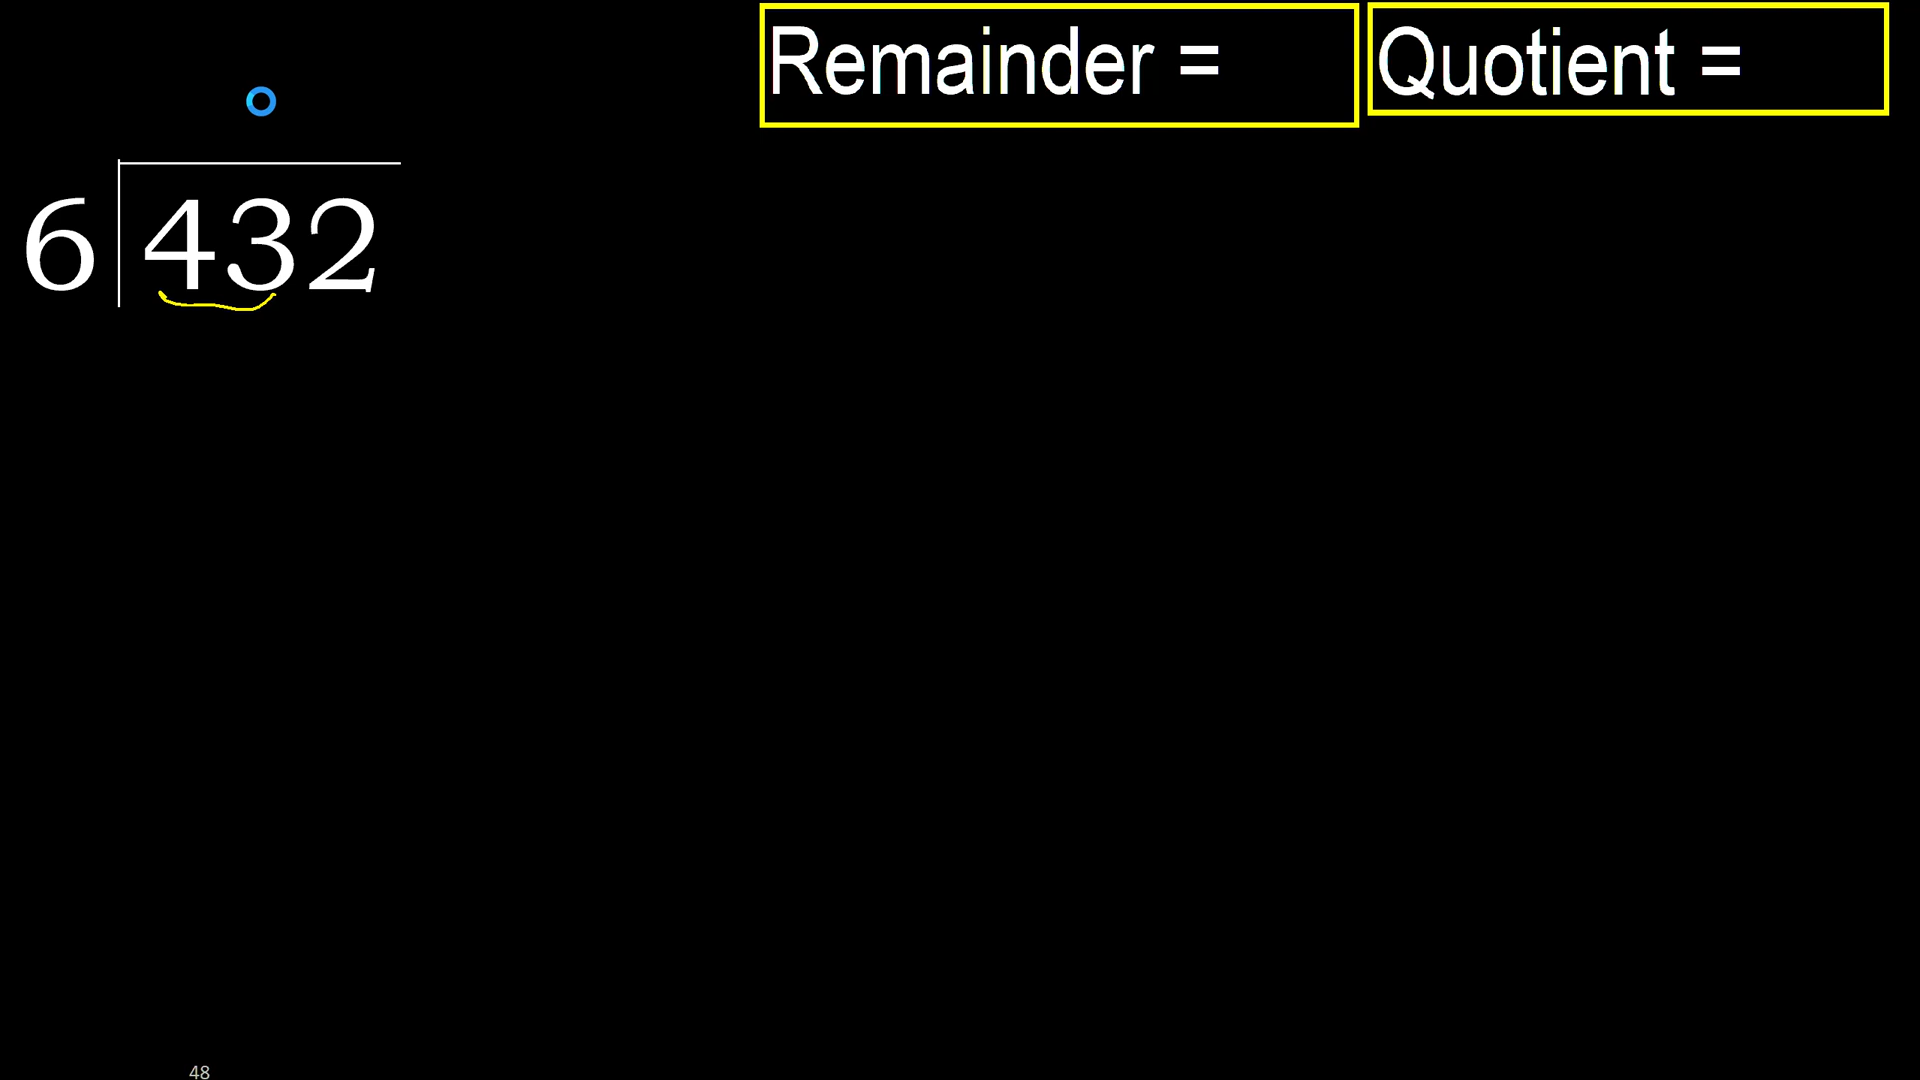 Remainder = Quotient =
6 432
48